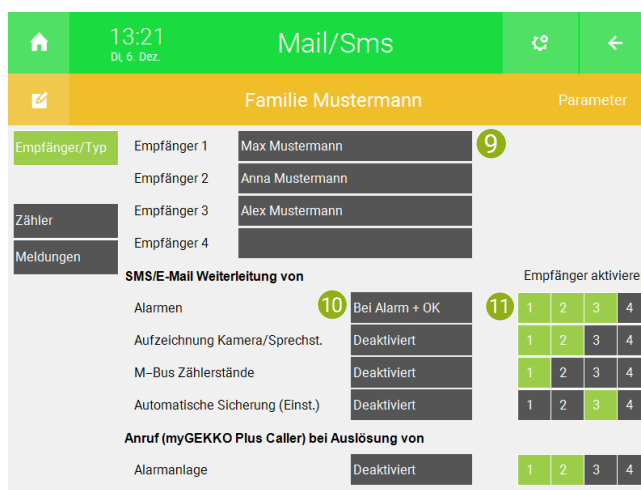 13:21
Di, 6. Dez.
Mail/Sms
Familie Mustermann
Parameter
Empfänger/Typ
Empfänger 1 Max Mustermann 9
Empfänger 2 Anna Mustermann
Zähler
Empfänger 3 Alex Mustermann
Meldungen
Empfänger 4
SMS/E-Mail Weiterleitung von Empfänger aktiviere
Alarmen 10 Bei Alarm + OK 11 1 2 3 4
Aufzeichnung Kamera/Sprechst. Deaktiviert 1 2 3 4
M-Bus Zählerstände Deaktiviert 1 2 3 4
Automatische Sicherung (Einst.) Deaktiviert 1 2 3 4
Anruf (myGEKKO Plus Caller) bei Auslösung von
Alarmanlage Deaktiviert 1 2 3 4